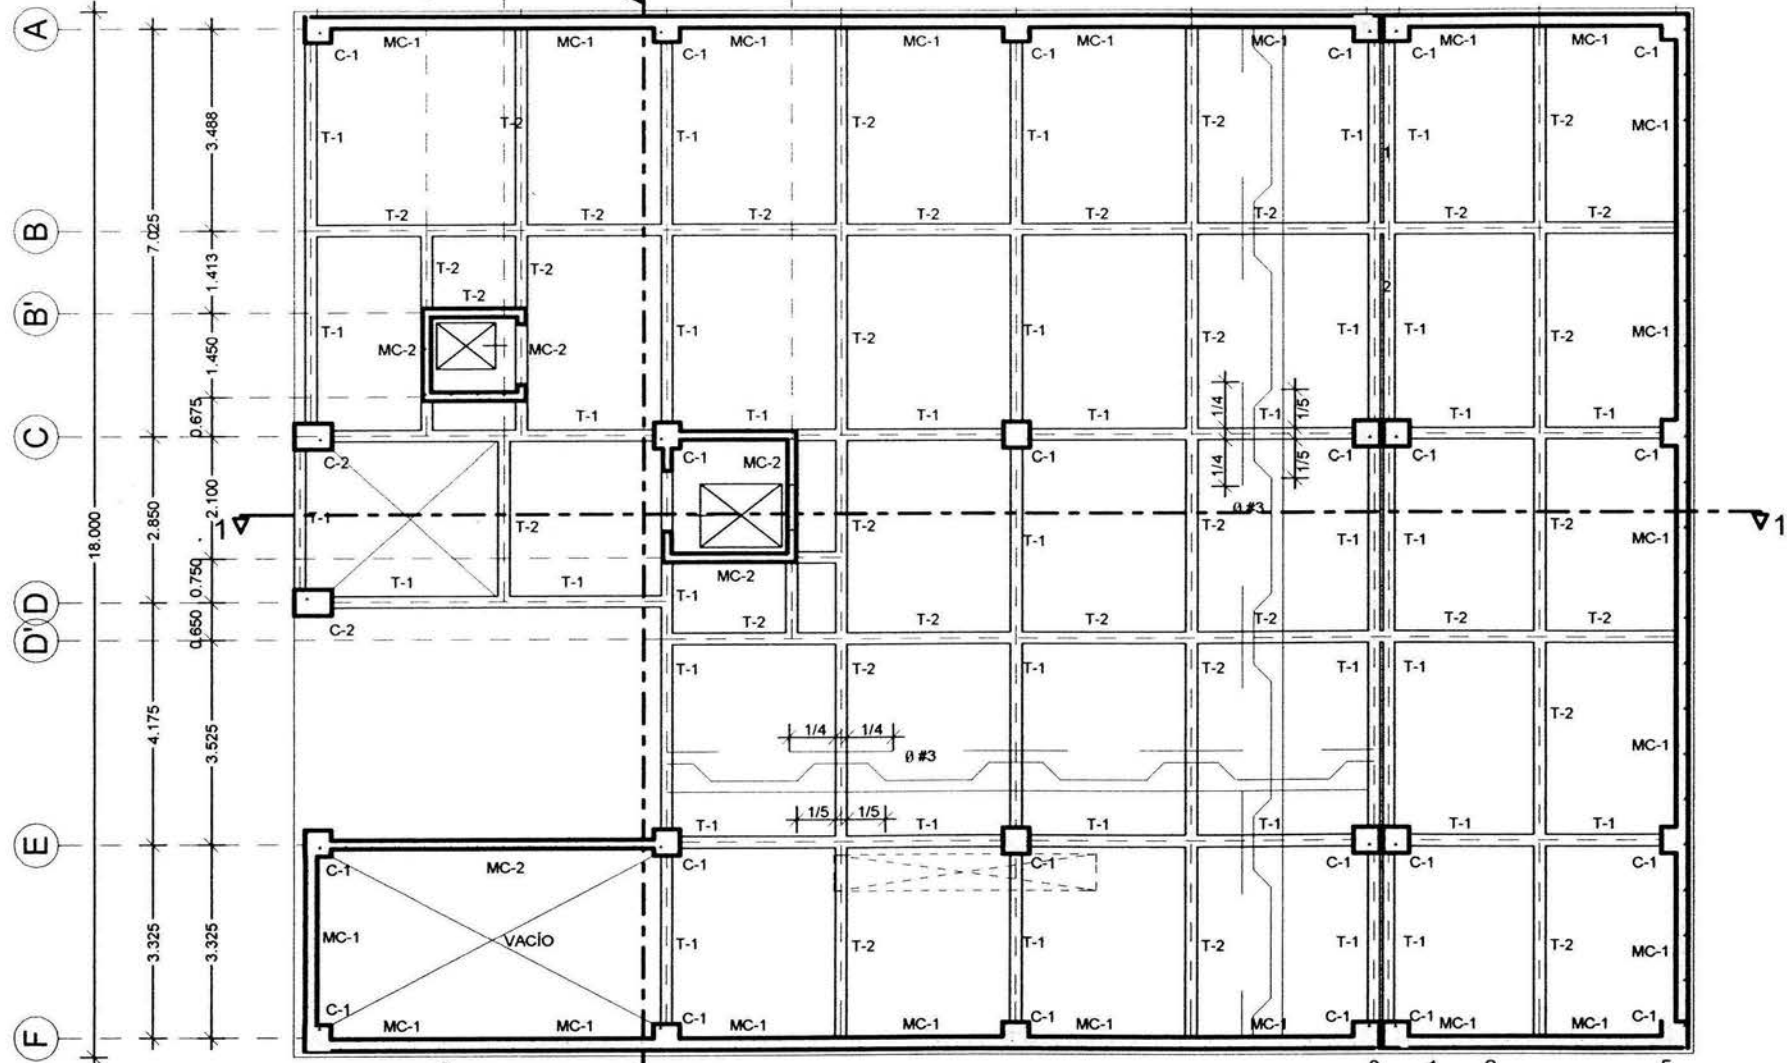 A
MC-1 MC-1 MC-1 MC-1 MC-1 MC-1 MC-1 MC-1
C-1 C-1 C-1 C-1 C-1 C-1
3.488
T-1 T-2 T-1 T-2 T-1 T-2 T-1 T-1 T-2 MC-1
1
T-2 T-2 T-2 T-2 T-2 T-2 T-2 T-2
B
7.025
1.413
T-2 T-2
T-2
2
B'
T-1 T-1 T-2 T-1 T-2 T-1 T-1 T-2 MC-1
MC-2 MC-2
1.450
0.675
1/4 1/5
T-1 T-1 T-1 T-1 T-1 T-1 T-1
C
C-2 C-1 MC-2 C-1 C-1 C-1 C-1
1/4 1/5
2.100
18.000
2.850
Ø #3
1 T-1 T-2 T-2 T-1 T-2 T-1 T-1 T-2 MC-1 1
0.750
T-1 T-1 MC-2
T-1
D
T-2 T-2 T-2 T-2 T-2 T-2
C-2
0.650
D'
T-1 T-2 T-1 T-2 T-1 T-1
T-2
4.175
3.525
1/4 1/4
Ø #3
MC-1
1/5 1/5
T-1 T-1 T-1 T-1 T-1 T-1
E
C-1 MC-2 C-1 C-1 C-1 C-1 C-1
3.325
3.325
MC-1 VACÍO T-1 T-2 T-1 T-2 T-1 T-1 T-2 MC-1
C-1 C-1 C-1 C-1 C-1 C-1
MC-1 MC-1 MC-1 MC-1 MC-1 MC-1 MC-1 MC-1
F